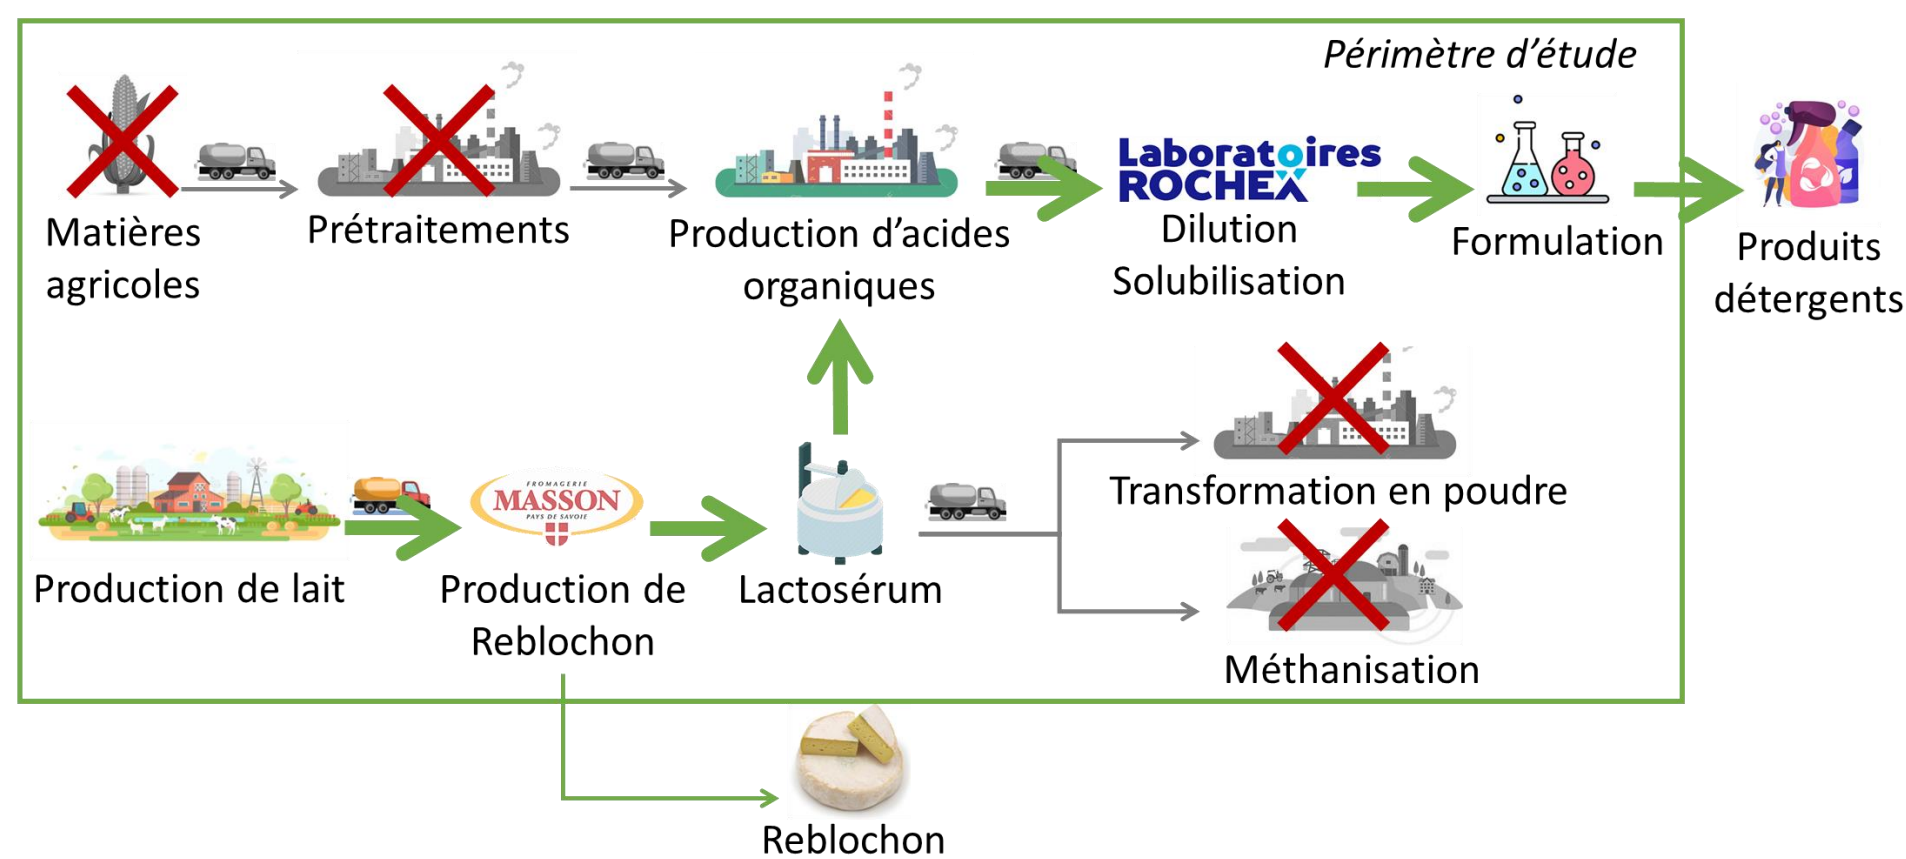 Périmètre d’étude
Laboratoires
ROCHEX
Matières
agricoles
Prétraitements
Production d’acides
organiques
Dilution
Solubilisation
Formulation
Produits
détergents
Transformation en poudre
FROMAGERIE
MASSON
PAYS DE SAVOIE
Production de lait
Production de
Reblochon
Lactosérum
Méthanisation
Reblochon